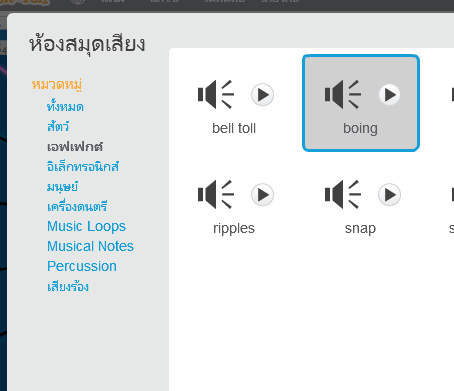 ห้องสมุดเสียง
หมวดหมู่
ทั้งหมด
สัตว์
เอฟเฟกต์
อิเล็กทรอนิกส์
มนุษย์
เครื่องดนตรี
Music Loops
Musical Notes
Percussion
เสียงร้อง
bell toll
boing
ripples
snap